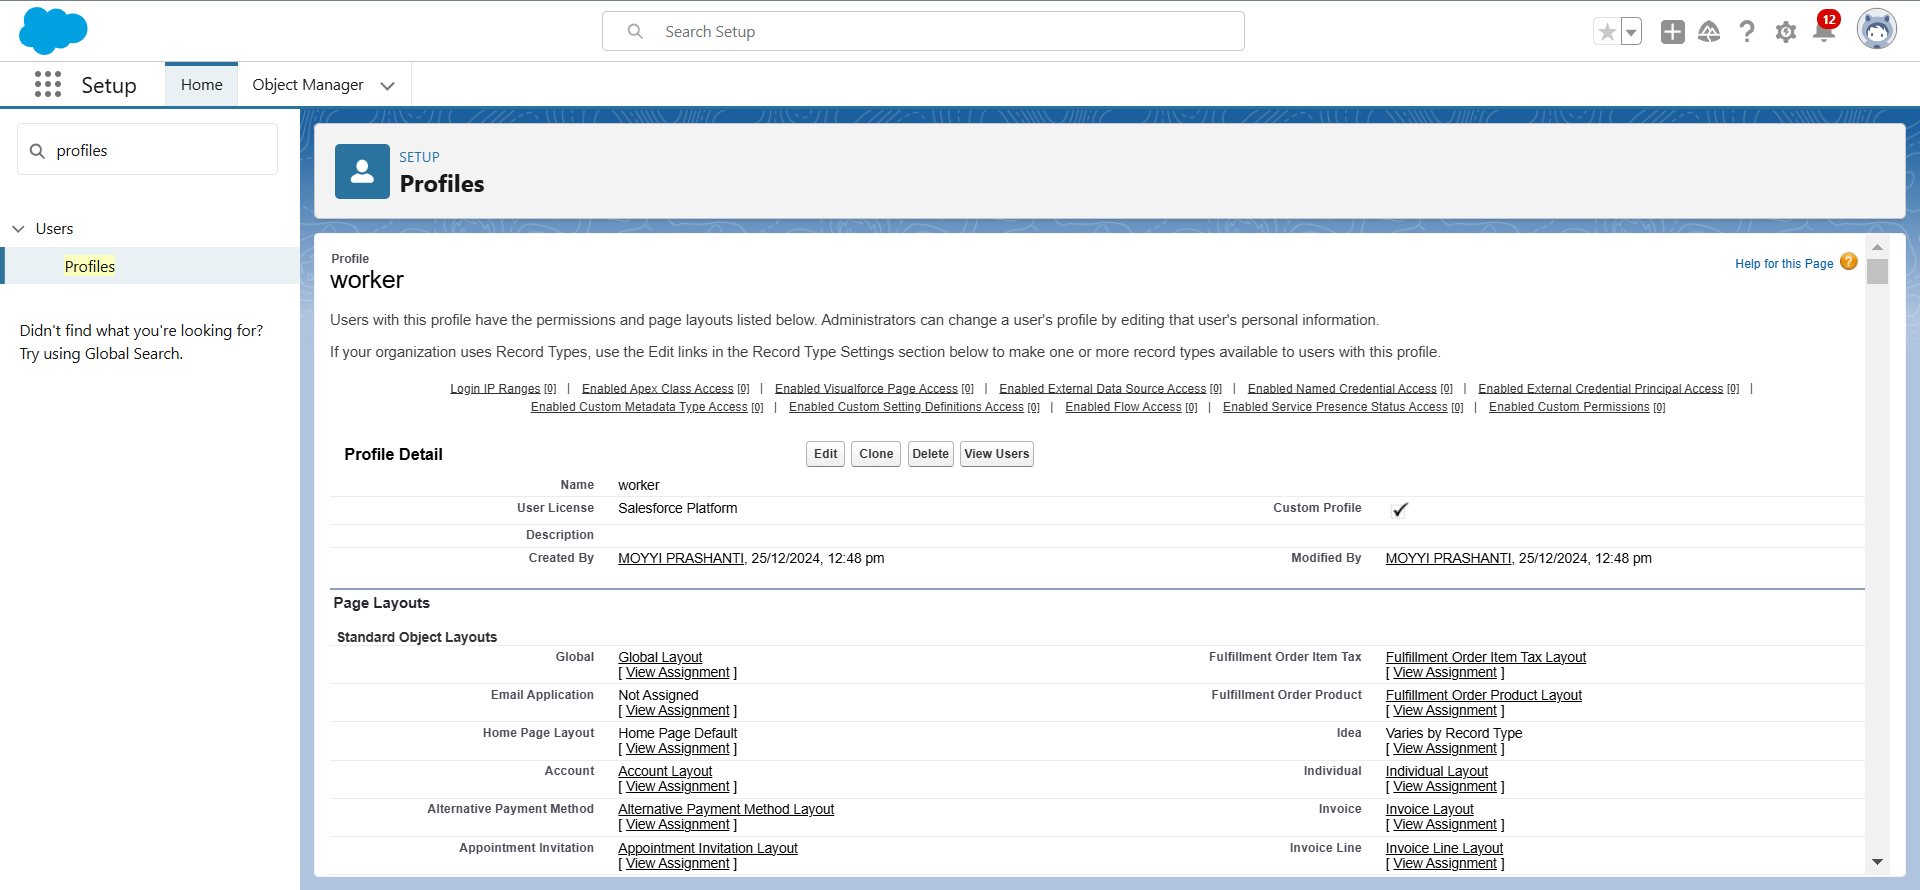 Search Setup
12
Setup
Home
Object Manager
profiles
Users
Profiles
Didn't find what you're looking for?
Try using Global Search.
SETUP
Profiles
Profile
worker
Help for this Page
Users with this profile have the permissions and page layouts listed below. Administrators can change a user's profile by editing that user's personal information.
If your organization uses Record Types, use the Edit links in the Record Type Settings section below to make one or more record types available to users with this profile.
Login IP Ranges [0] | Enabled Apex Class Access [0] | Enabled Visualforce Page Access [0] | Enabled External Data Source Access [0] | Enabled Named Credential Access [0] | Enabled External Credential Principal Access [0] |
Enabled Custom Metadata Type Access [0] | Enabled Custom Setting Definitions Access [0] | Enabled Flow Access [0] | Enabled Service Presence Status Access [0] | Enabled Custom Permissions [0]
Profile Detail Edit Clone Delete View Users
Name worker
User License Salesforce Platform Custom Profile
Description
Created By MOYYI PRASHANTI, 25/12/2024, 12:48 pm Modified By MOYYI PRASHANTI, 25/12/2024, 12:48 pm
Page Layouts
Standard Object Layouts
Global Global Layout Fulfillment Order Item Tax Fulfillment Order Item Tax Layout
[ View Assignment ] [ View Assignment ]
Email Application Not Assigned Fulfillment Order Product Fulfillment Order Product Layout
[ View Assignment ] [ View Assignment ]
Home Page Layout Home Page Default Idea Varies by Record Type
[ View Assignment ] [ View Assignment ]
Account Account Layout Individual Individual Layout
[ View Assignment ] [ View Assignment ]
Alternative Payment Method Alternative Payment Method Layout Invoice Invoice Layout
[ View Assignment ] [ View Assignment ]
Appointment Invitation Appointment Invitation Layout Invoice Line Invoice Line Layout
[ View Assignment ] [ View Assignment ]